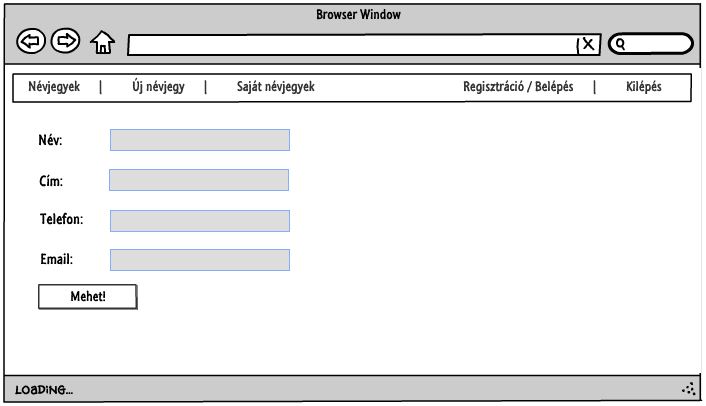 Browser Window
Névjegyek | Új névjegy | Saját névjegyek Regisztráció / Belépés | Kilépés
Név:
Cím:
Telefon:
Email:
Mehet!
LOADING...